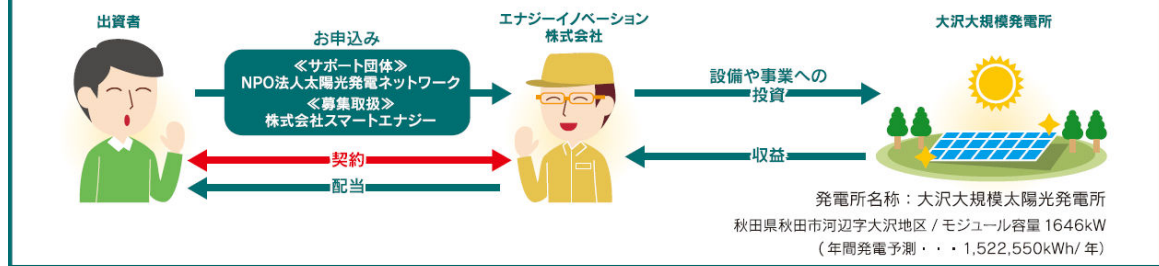 出資者
お申込み
≪サポート団体≫
NPO法人太陽光発電ネットワーク
≪募集取扱≫
株式会社スマートエナジー
契約
配当
エナジーイノベーション
株式会社
設備や事業への
投資
収益
大沢大規模発電所
発電所名称：大沢大規模太陽光発電所
秋田県秋田市河辺字大沢地区 / モジュール容量 1646kW
（年間発電予測・・・1,522,550kWh/ 年）